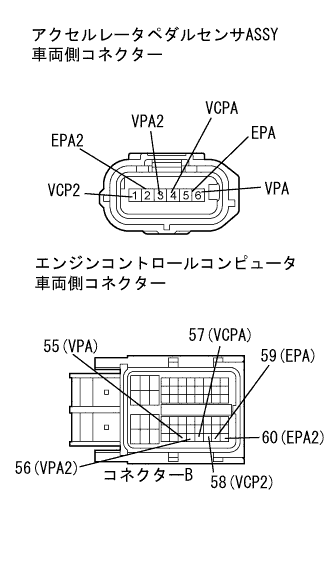 アクセルレータペダルセンサASSY
車両側コネクター
VCPA
VPA2
EPA
EPA2
VCP2
VPA
1 2 3 4 5 6
エンジンコントロールコンピュータ
車両側コネクター
57(VCPA)
55(VPA)
59(EPA)
60(EPA2)
56(VPA2)
コネクターB
58(VCP2)